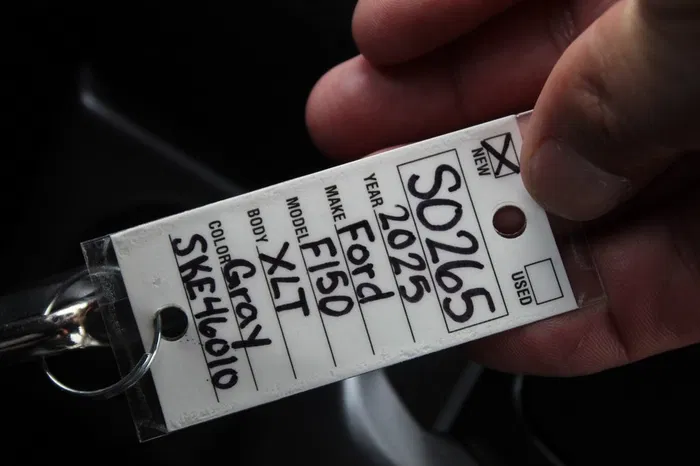 NEW
USED
S0265
YEAR 2025
MAKE Ford
MODEL F150
BODY XLT
COLOR Gray
SKE46010